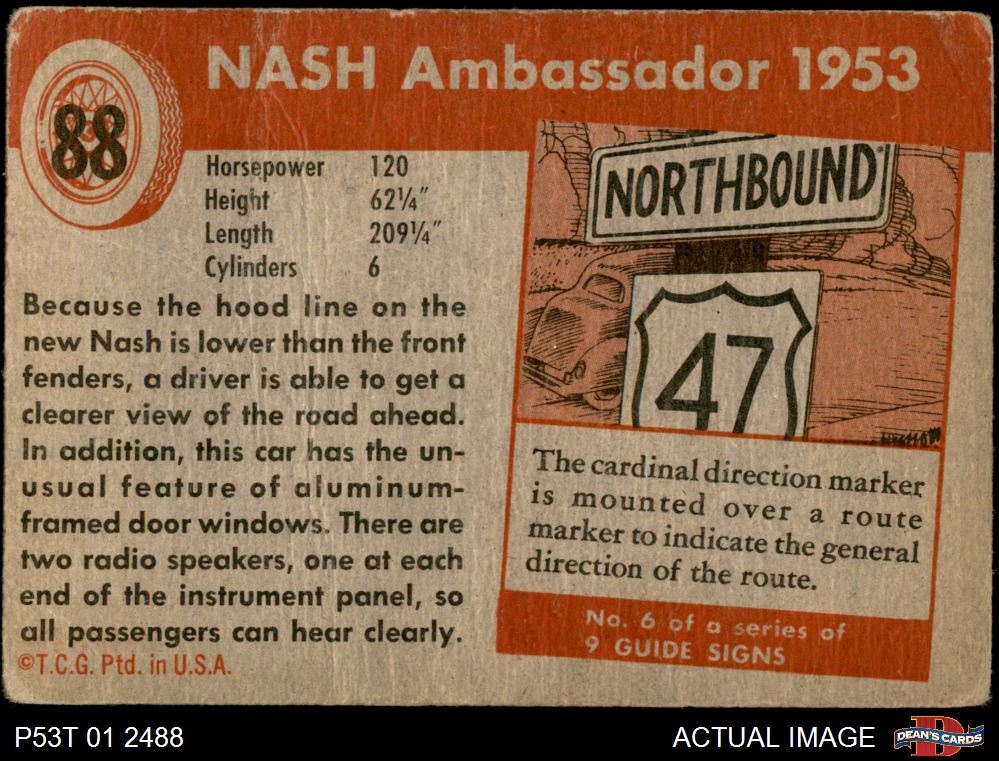 NASH Ambassador 1953
88
Horsepower 120
Height 62¼"
Length 209¼"
Cylinders 6
Because the hood line on the
new Nash is lower than the front
fenders, a driver is able to get a
clearer view of the road ahead.
In addition, this car has the un-
usual feature of aluminum-
framed door windows. There are
two radio speakers, one at each
end of the instrument panel, so
all passengers can hear clearly.
©T.C.G. Ptd. in U.S.A.
NORTHBOUND
47
The cardinal direction marker
is mounted over a route
marker to indicate the general
direction of the route.
No. 6 of a series of
9 GUIDE SIGNS
P53T 01 2488
ACTUAL IMAGE
DEAN'S CARDS